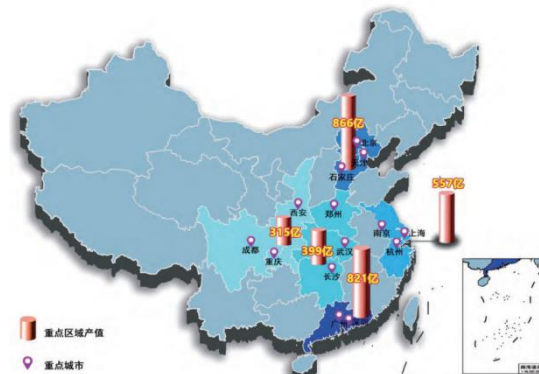 866亿
北京
石家庄
557亿
西安
郑州
315亿
399亿
南京
上海
成都
重庆
武汉
杭州
长沙
821亿
重点区域产值
重点城市